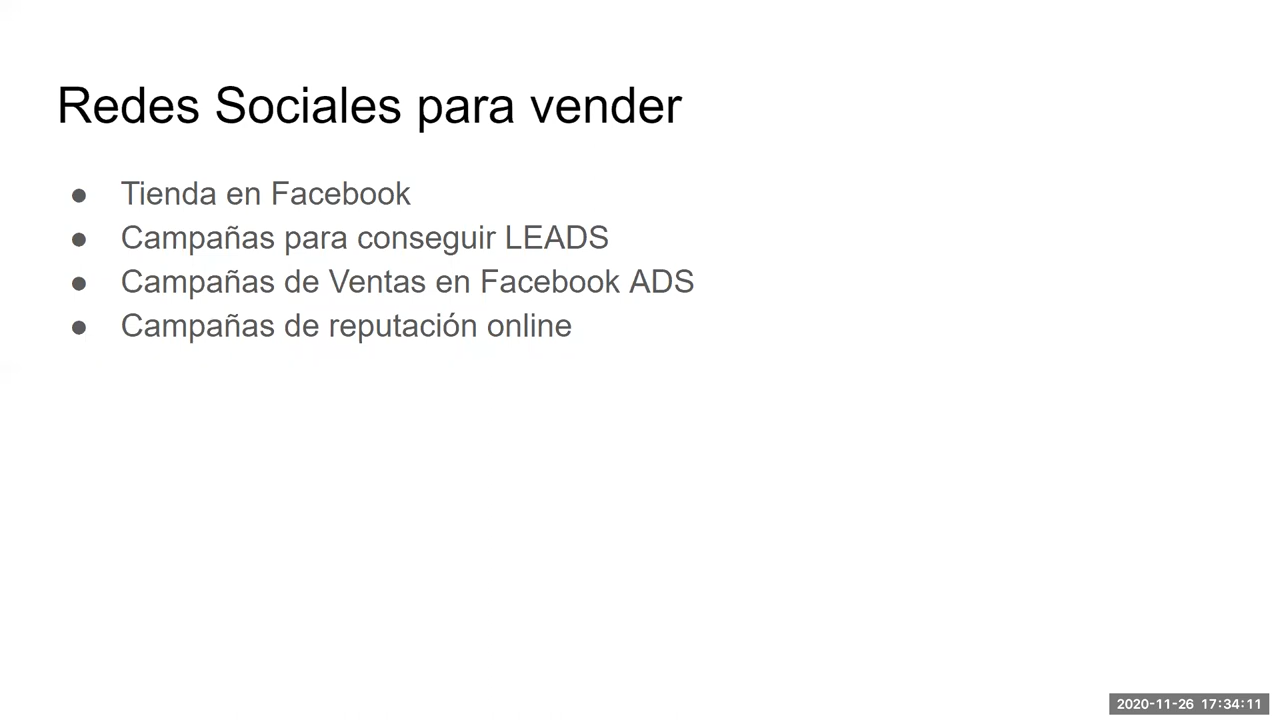 Redes Sociales para vender
● Tienda en Facebook
● Campañas para conseguir LEADS
● Campañas de Ventas en Facebook ADS
● Campañas de reputación online
2020-11-26 17:34:11